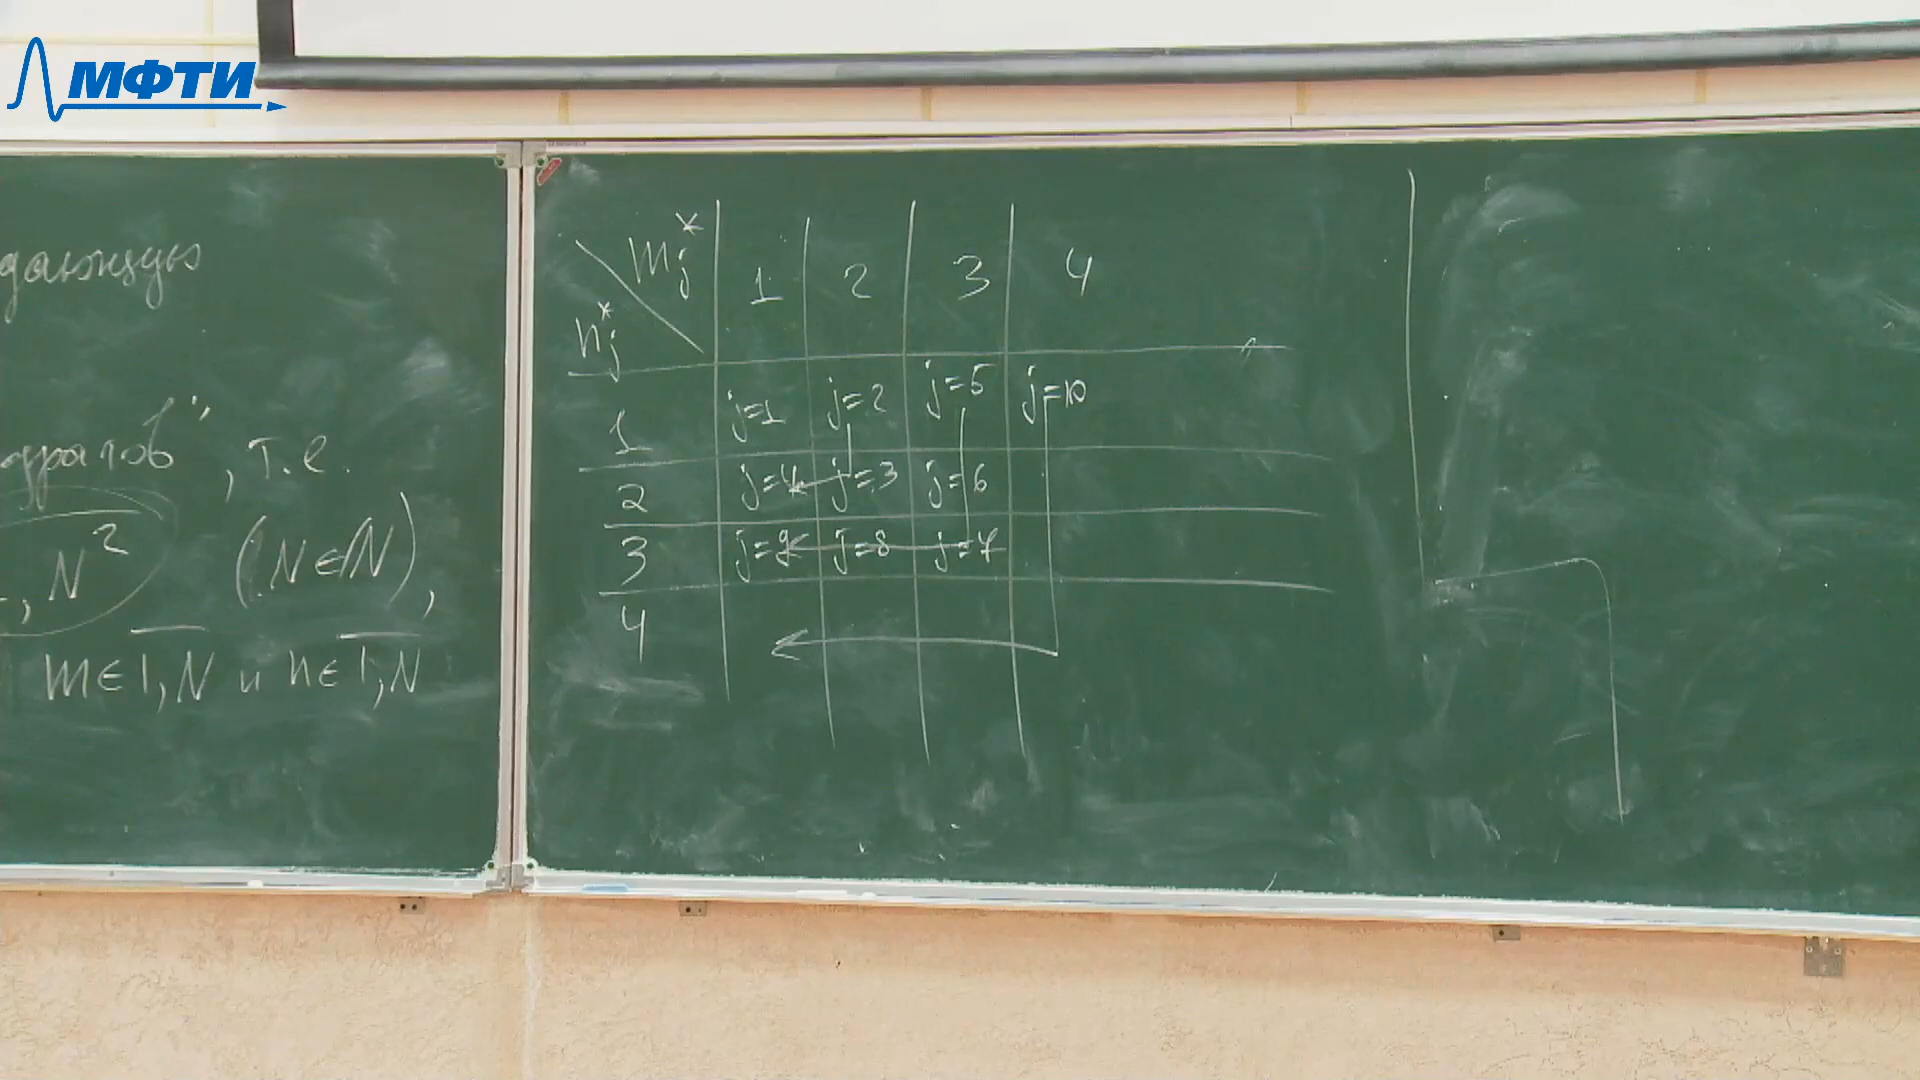 МФТИ
", т.е.
, N² (N∈ℕ),
m∈1,N и n∈1,N
m*j 1 2 3 4
n*j
1 j=1 j=2 j=5 j=10
2 j=4 j=3 j=6
3 j=9 j=8 j=7
4